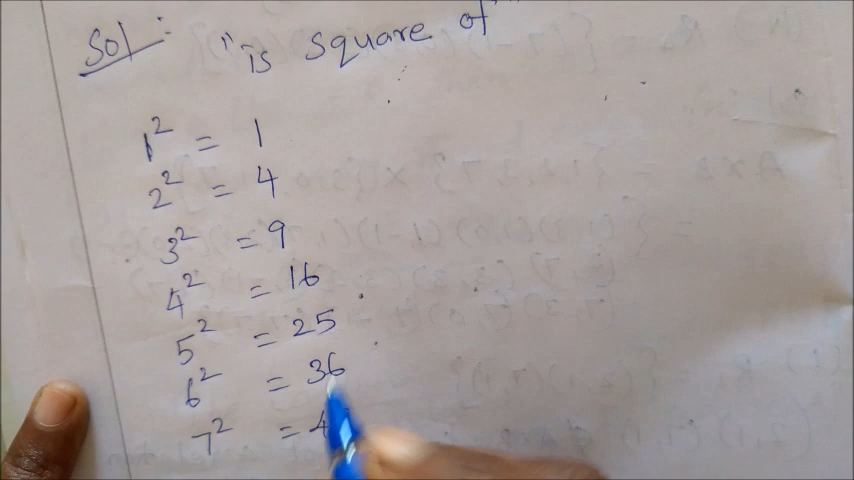 Sol: "is square of"
1² = 1
2² = 4
3² = 9
4² = 16
5² = 25
6² = 36
7² = 4